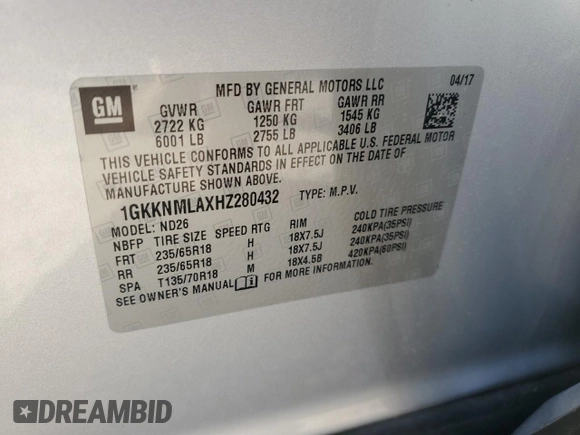 MFD BY GENERAL MOTORS LLC 04/17
GM
GVWR GAWR FRT GAWR RR
2722 KG 1250 KG 1545 KG
6001 LB 2755 LB 3406 LB
THIS VEHICLE CONFORMS TO ALL APPLICABLE U.S. FEDERAL MOTOR
VEHICLE SAFETY STANDARDS IN EFFECT ON THE DATE OF
MANUFACTURE SHOWN ABOVE.
1GKKNMLAXHZ280432 TYPE: M.P.V.
MODEL: ND26
NBFP TIRE SIZE SPEED RTG RIM COLD TIRE PRESSURE
FRT 235/65R18 H 18X7.5J 240KPA(35PSI)
RR 235/65R18 H 18X7.5J 240KPA(35PSI)
SPA T135/70R18 M 18X4.5B 420KPA(60PSI)
SEE OWNER'S MANUAL FOR MORE INFORMATION
DREAMBID